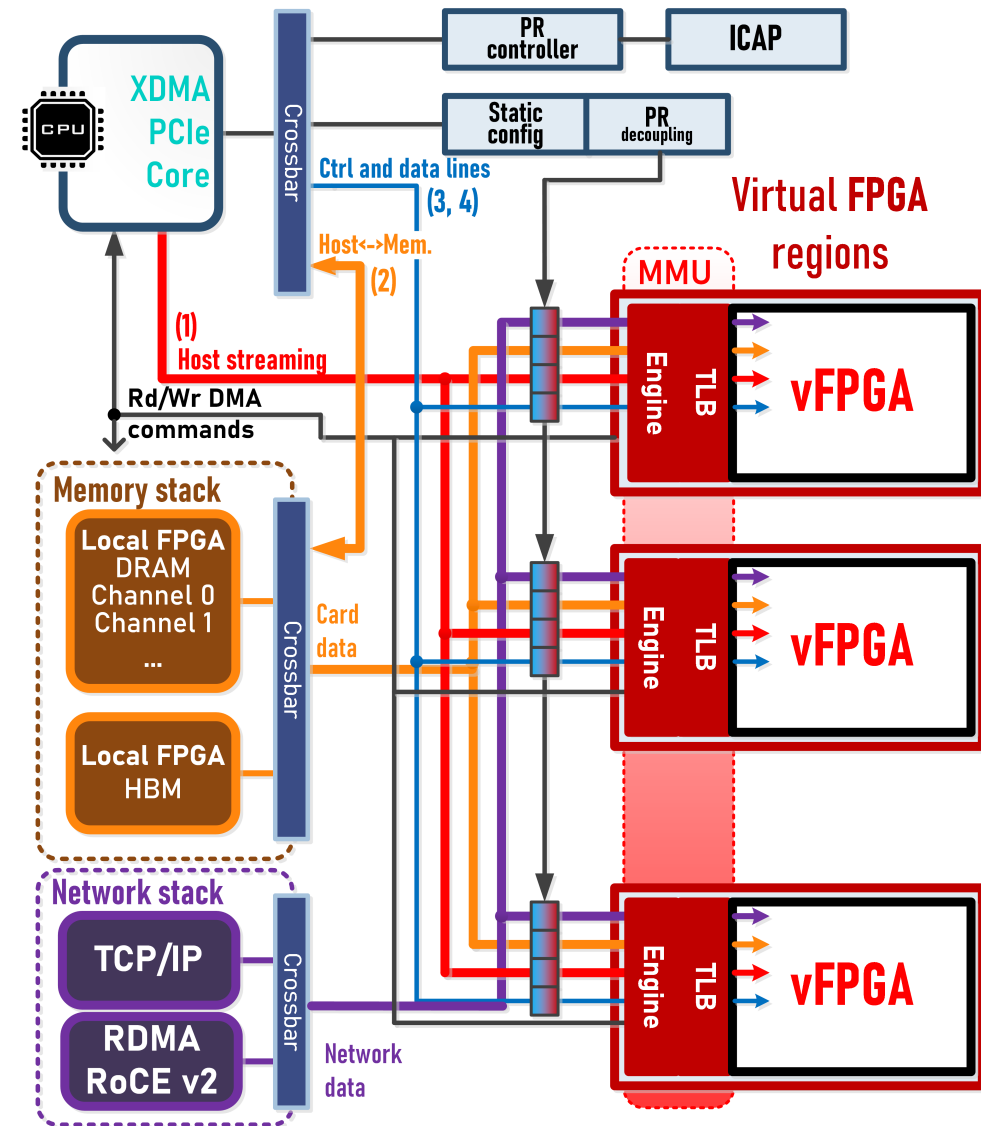 PR
controller
ICAP
XDMA
PCIe
Core
CPU
Crossbar
Static
config
PR
decoupling
Ctrl and data lines
(3, 4)
Virtual FPGA
regions
Host<->Mem.
(2)
MMU
(1)
Host streaming
Rd/Wr DMA
commands
Engine
TLB
vFPGA
Memory stack
Local FPGA
DRAM
Channel 0
Channel 1
...
Crossbar
Card
data
Engine
TLB
vFPGA
Local FPGA
HBM
Network stack
TCP/IP
RDMA
RoCE v2
Crossbar
Network
data
Engine
TLB
vFPGA